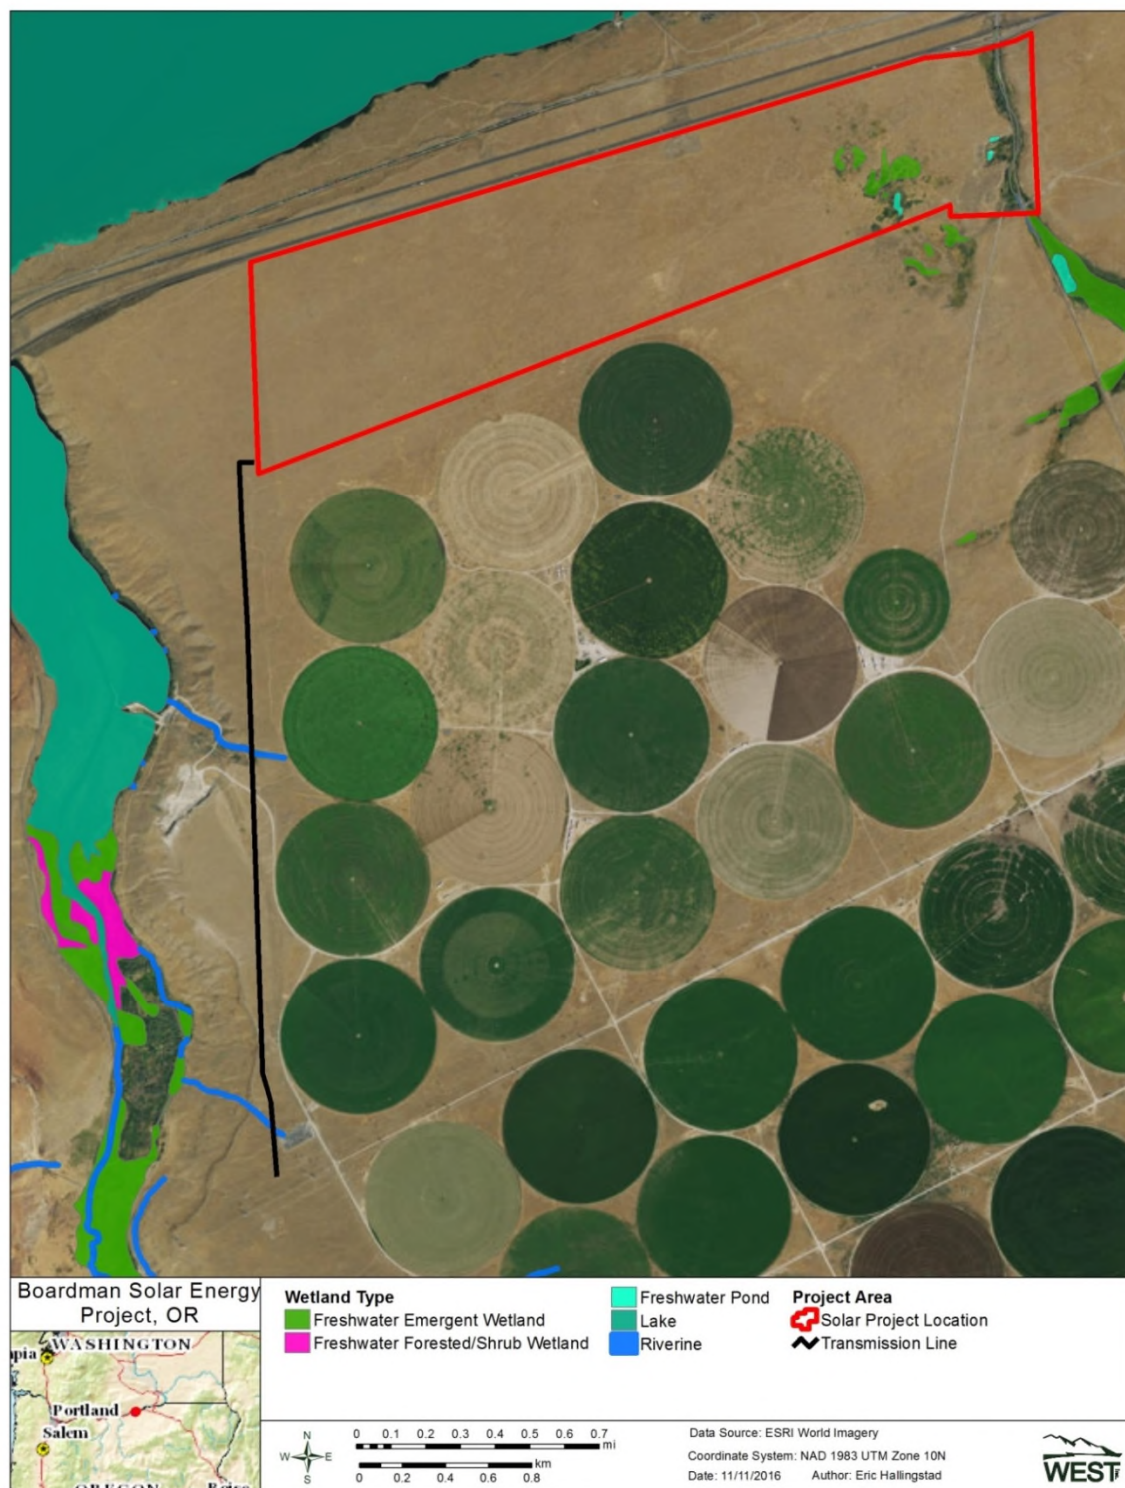 Boardman Solar Energy
Project, OR
WASHINGTON
pia
Portland
Salem
OREGON
Boise
Wetland Type
Freshwater Emergent Wetland
Freshwater Forested/Shrub Wetland
Freshwater Pond
Lake
Riverine
Project Area
Solar Project Location
Transmission Line
N
W E
S
0 0.1 0.2 0.3 0.4 0.5 0.6 0.7
mi
km
0 0.2 0.4 0.6 0.8
Data Source: ESRI World Imagery
Coordinate System: NAD 1983 UTM Zone 10N
Date: 11/11/2016 Author: Eric Hallingstad
WEST